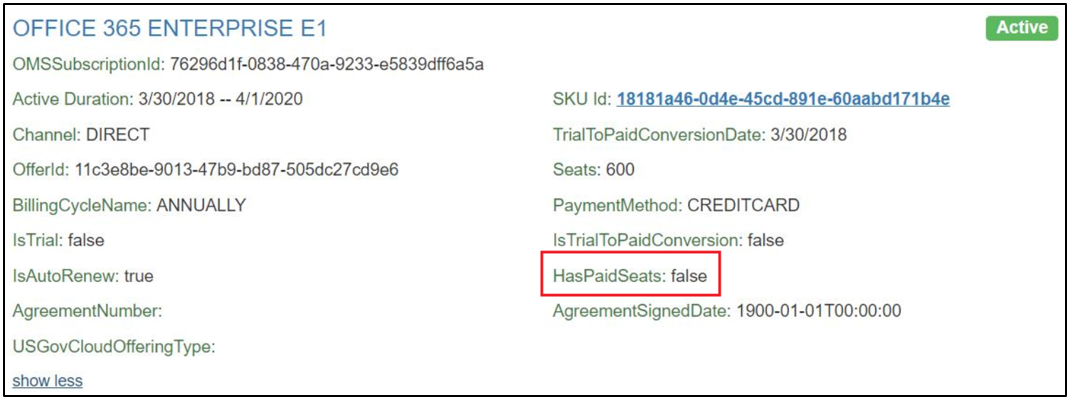 OFFICE 365 ENTERPRISE E1
Active
OMSSubscriptionId: 76296d1f-0838-470a-9233-e5839dff6a5a
Active Duration: 3/30/2018 -- 4/1/2020
SKU Id: 18181a46-0d4e-45cd-891e-60aabd171b4e
Channel: DIRECT
TrialToPaidConversionDate: 3/30/2018
OfferId: 11c3e8be-9013-47b9-bd87-505dc27cd9e6
Seats: 600
BillingCycleName: ANNUALLY
PaymentMethod: CREDITCARD
IsTrial: false
IsTrialToPaidConversion: false
IsAutoRenew: true
HasPaidSeats: false
AgreementNumber:
AgreementSignedDate: 1900-01-01T00:00:00
USGovCloudOfferingType:
show less